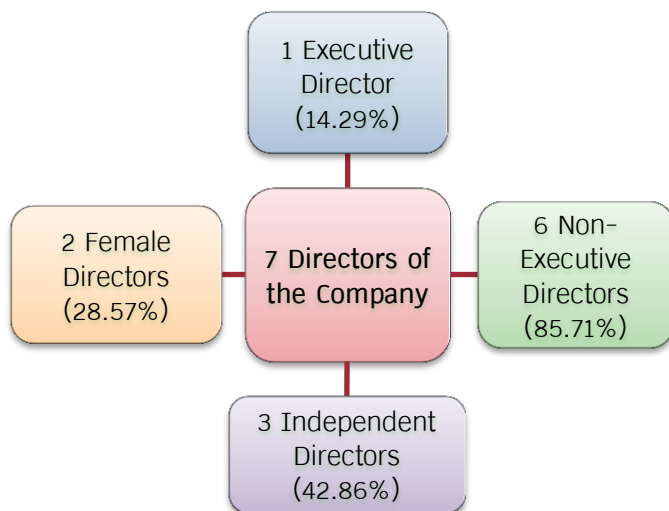 1 Executive
Director
(14.29%)
2 Female
Directors
(28.57%)
7 Directors of
the Company
6 Non-
Executive
Directors
(85.71%)
3 Independent
Directors
(42.86%)